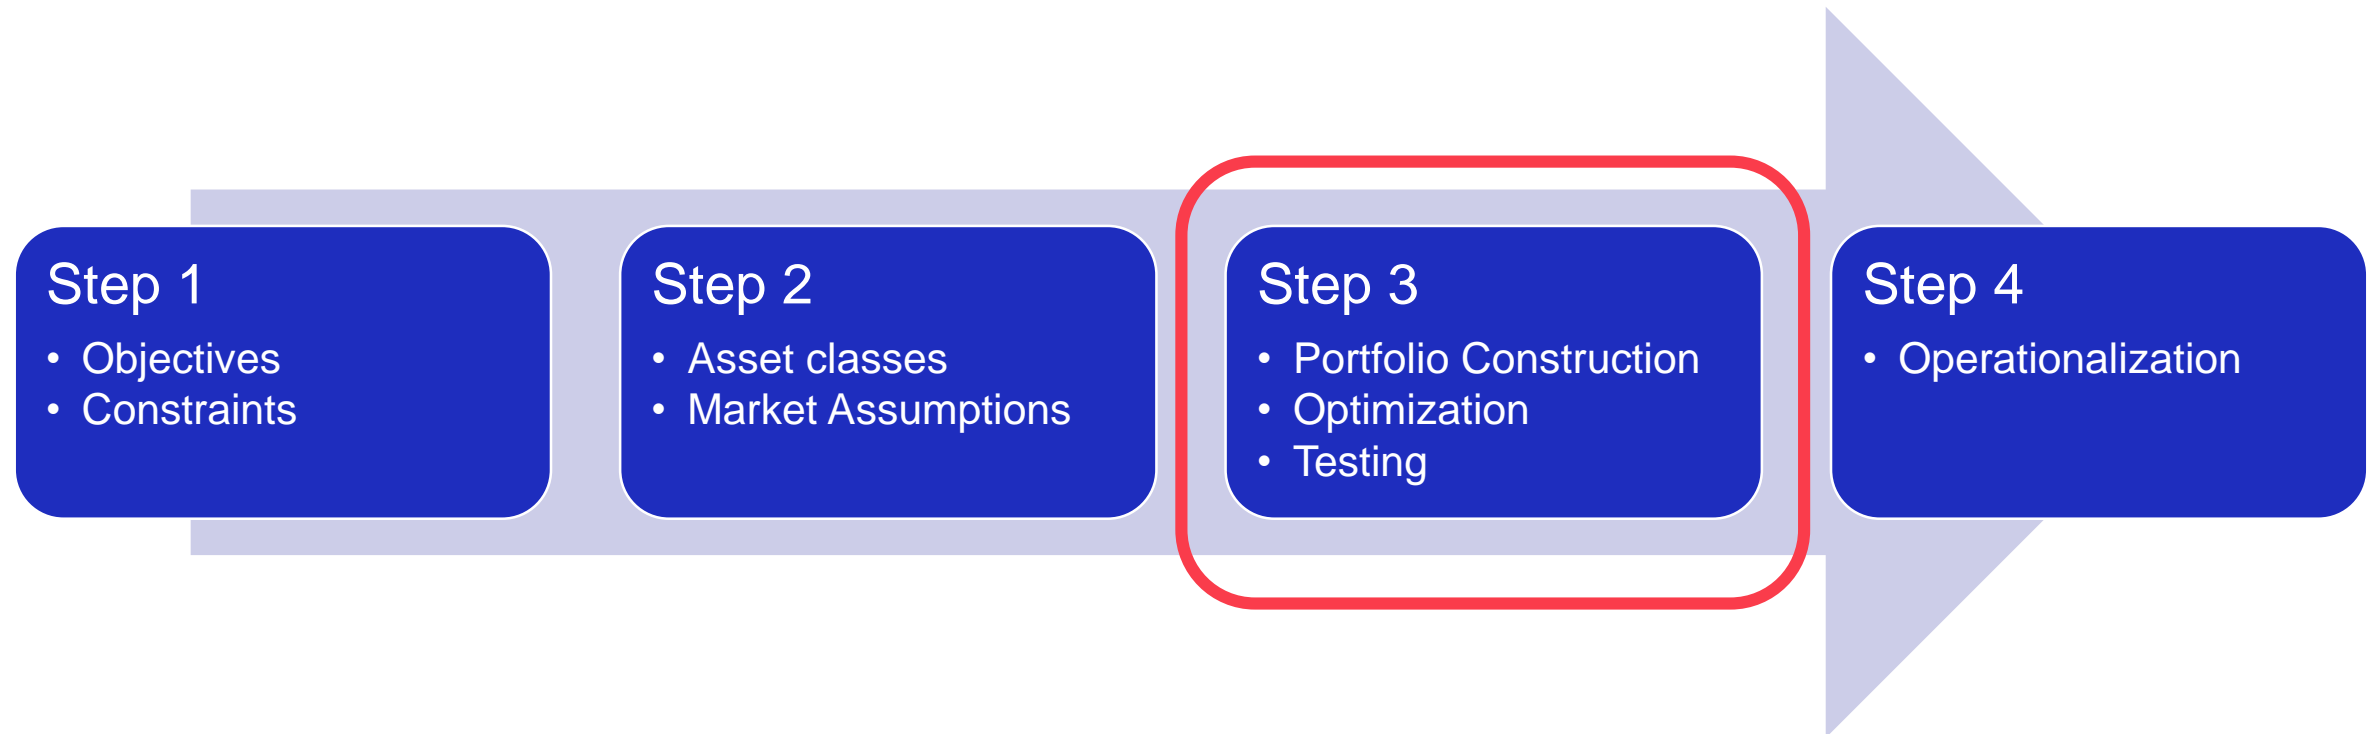 Step 1
• Objectives
• Constraints
Step 2
• Asset classes
• Market Assumptions
Step 3
• Portfolio Construction
• Optimization
• Testing
Step 4
• Operationalization